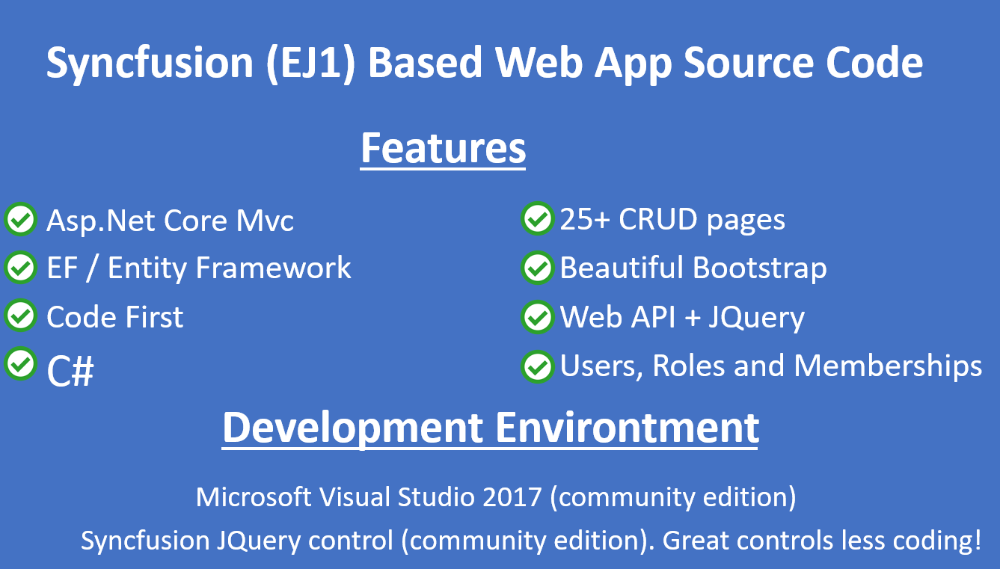 Syncfusion (EJ1) Based Web App Source Code
Features
Asp.Net Core Mvc
EF / Entity Framework
Code First
C#
25+ CRUD pages
Beautiful Bootstrap
Web API + JQuery
Users, Roles and Memberships
Development Environtment
Microsoft Visual Studio 2017 (community edition)
Syncfusion JQuery control (community edition). Great controls less coding!